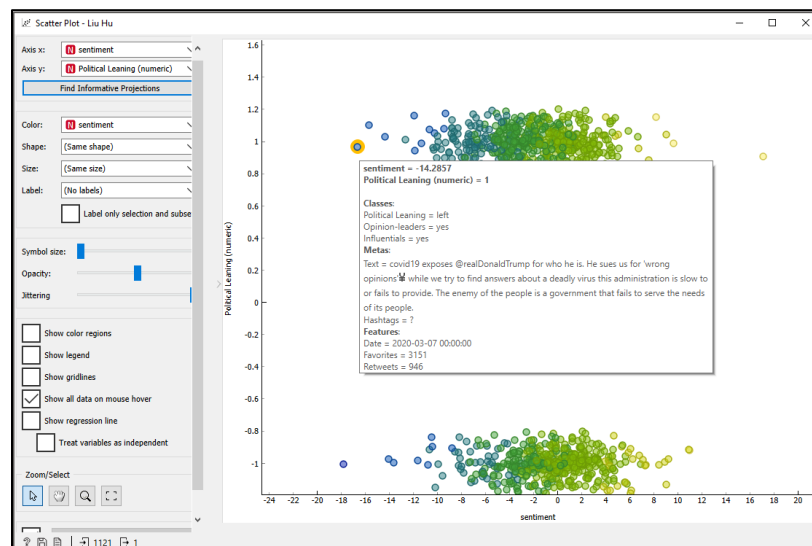 Scatter Plot - Liu Hu
Axis x: N sentiment
Axis y: N Political Leaning (numeric)
Find Informative Projections
Color: N sentiment
Shape: (Same shape)
Size: (Same size)
Label: (No labels)
Label only selection and subse
Symbol size:
Opacity:
Jittering
Show color regions
Show legend
Show gridlines
Show all data on mouse hover
Show regression line
Treat variables as independent
Zoom/Select
? 1121 1
Political Leaning (numeric)
1.6
1.4
1.2
1
0.8
0.6
0.4
0.2
0
-0.2
-0.4
-0.6
-0.8
-1
sentiment = -14.2857
Political Leaning (numeric) = 1
Classes:
Political Leaning = left
Opinion-leaders = yes
Influentials = yes
Metas:
Text = covid19 exposes @realDonaldTrump for who he is. He sues us for 'wrong
opinions' while we try to find answers about a deadly virus this administration is slow to
or fails to provide. The enemy of the people is a government that fails to serve the needs
of its people.
Hashtags = ?
Features:
Date = 2020-03-07 00:00:00
Favorites = 3151
Retweets = 946
-24 -22 -20 -18 -16 -14 -12 -10 -8 -6 -4 -2 0 2 4 6 8 10 12 14 16 18 20
sentiment